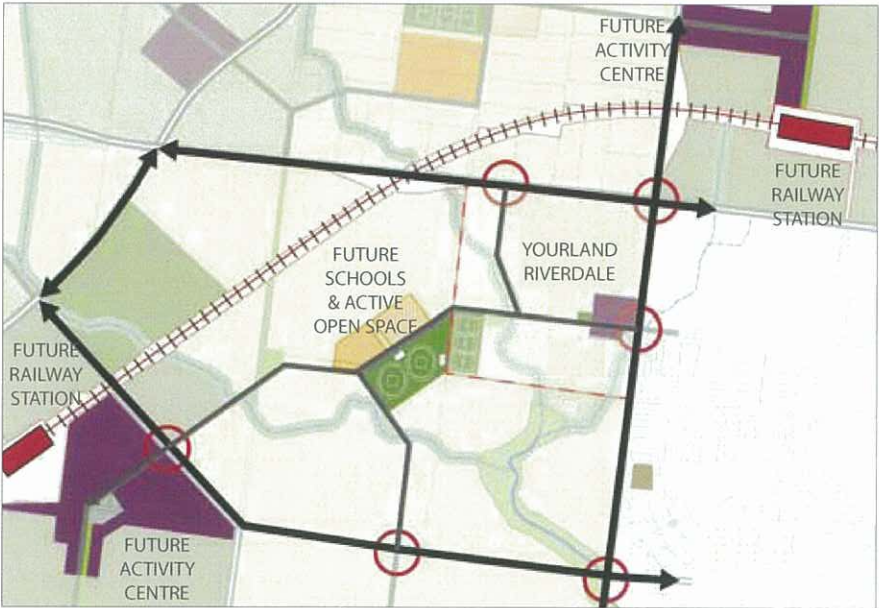 FUTURE
ACTIVITY
CENTRE
FUTURE
RAILWAY
STATION
FUTURE
SCHOOLS
& ACTIVE
OPEN SPACE
YOURLAND
RIVERDALE
FUTURE
RAILWAY
STATION
FUTURE
ACTIVITY
CENTRE